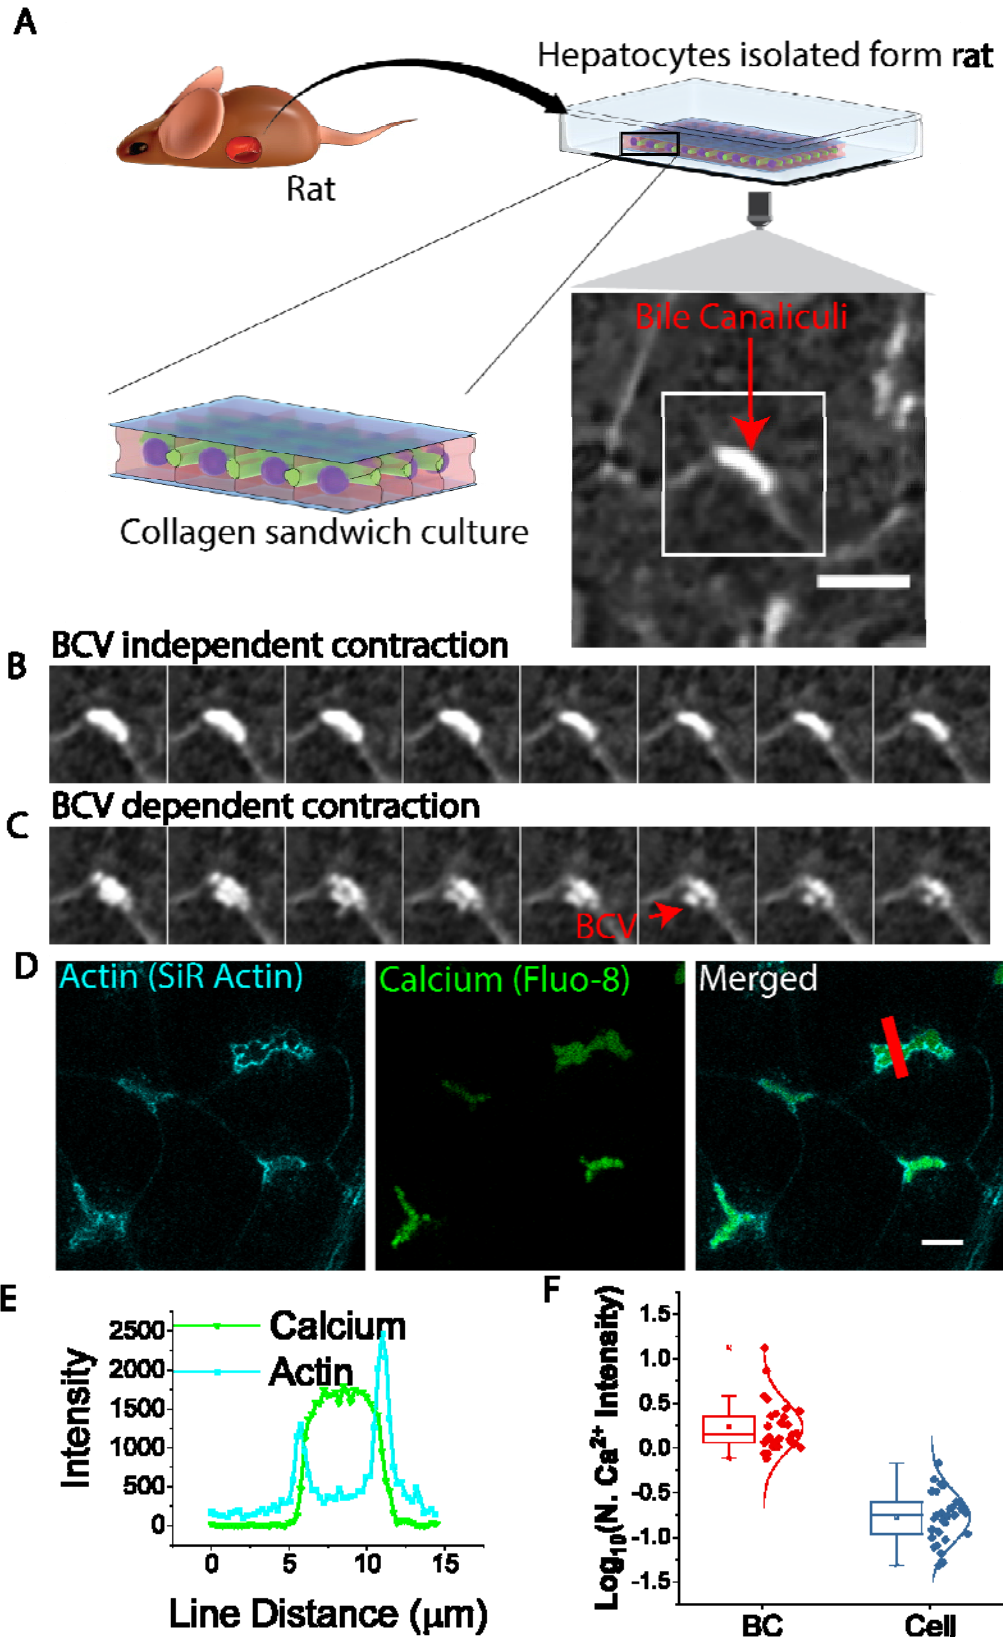 A
Hepatocytes isolated form rat
Rat
Bile Canaliculi
Collagen sandwich culture
B
BCV independent contraction
C
BCV dependent contraction
BCV
D
Actin (SiR Actin)
Calcium (Fluo-8)
Merged
E
Calcium
Actin
Intensity
2500
2000
1500
1000
500
0
0
5
10
15
Line Distance (μm)
F
Log₁₀(N. Ca²⁺ Intensity)
1.5
1.0
0.5
0.0
-0.5
-1.0
-1.5
BC
Cell